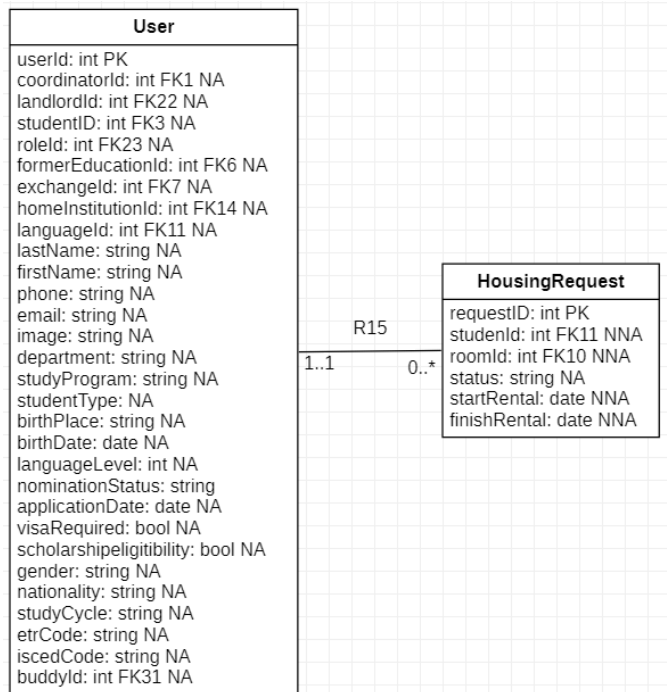 User
userId: int PK
coordinatorId: int FK1 NA
landlordId: int FK22 NA
studentID: int FK3 NA
roleId: int FK23 NA
formerEducationId: int FK6 NA
exchangeId: int FK7 NA
homeInstitutionId: int FK14 NA
languageId: int FK11 NA
lastName: string NA
firstName: string NA
phone: string NA
email: string NA
image: string NA
department: string NA
studyProgram: string NA
studentType: NA
birthPlace: string NA
birthDate: date NA
languageLevel: int NA
nominationStatus: string
applicationDate: date NA
visaRequired: bool NA
scholarshipeligitibility: bool NA
gender: string NA
nationality: string NA
studyCycle: string NA
etrCode: string NA
iscedCode: string NA
buddyId: int FK31 NA
R15
1..1
0..*
HousingRequest
requestID: int PK
studenId: int FK11 NNA
roomId: int FK10 NNA
status: string NA
startRental: date NNA
finishRental: date NNA